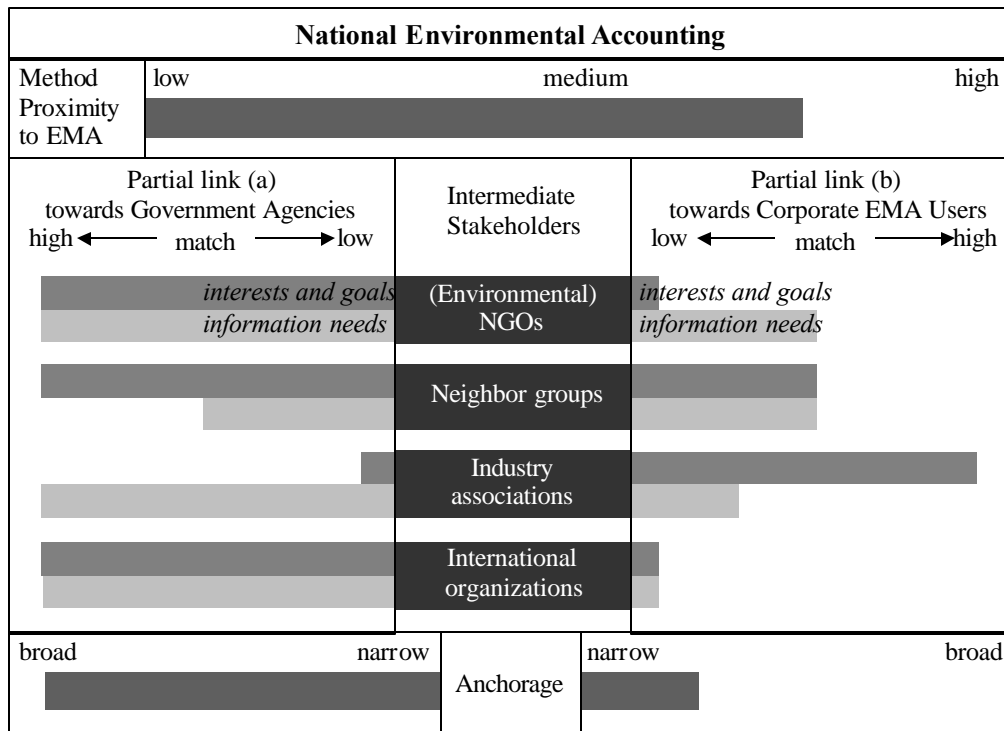 National Environmental Accounting
Method
Proximity
to EMA
low medium high
Partial link (a)
towards Government Agencies
high match low
Intermediate
Stakeholders
Partial link (b)
towards Corporate EMA Users
low match high
interests and goals
information needs
(Environmental)
NGOs
interests and goals
information needs
Neighbor groups
Industry
associations
International
organizations
broad narrow
Anchorage
narrow broad